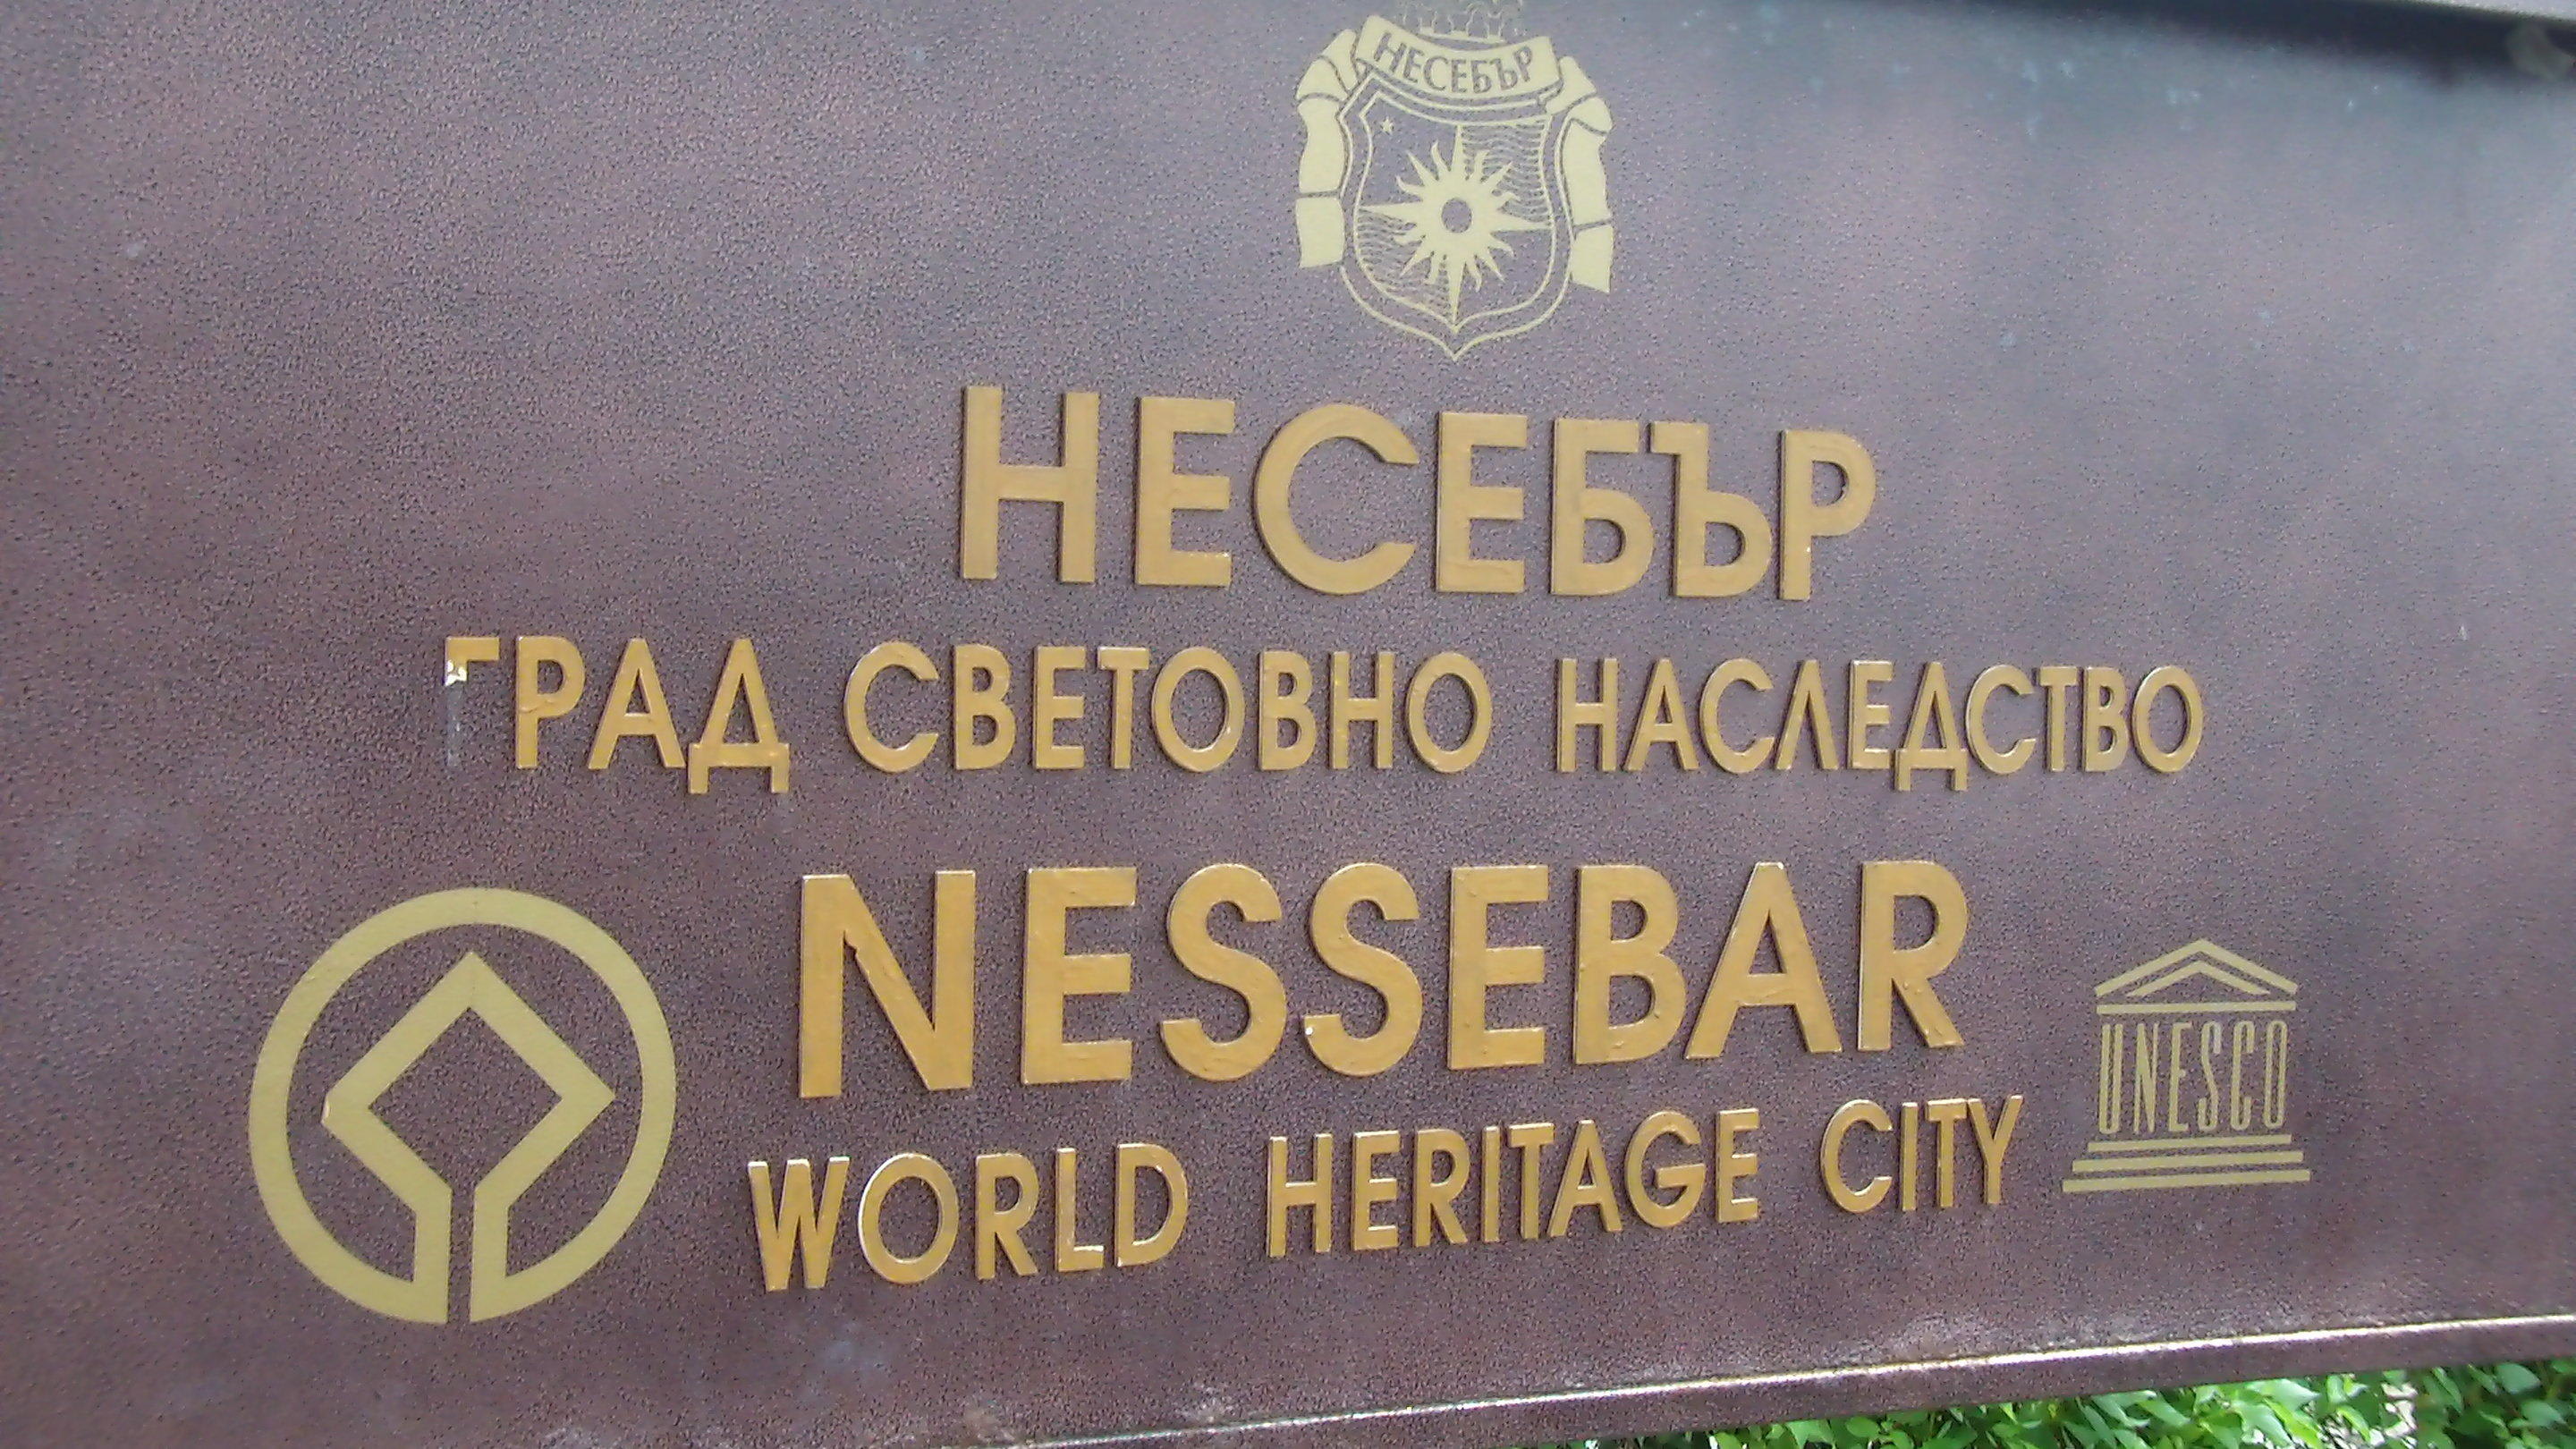 НЕСЕБЪР
НЕСЕБЪР
ГРАД СВЕТОВНО НАСЛЕДСТВО
NESSEBAR
WORLD HERITAGE CITY
UNESCO